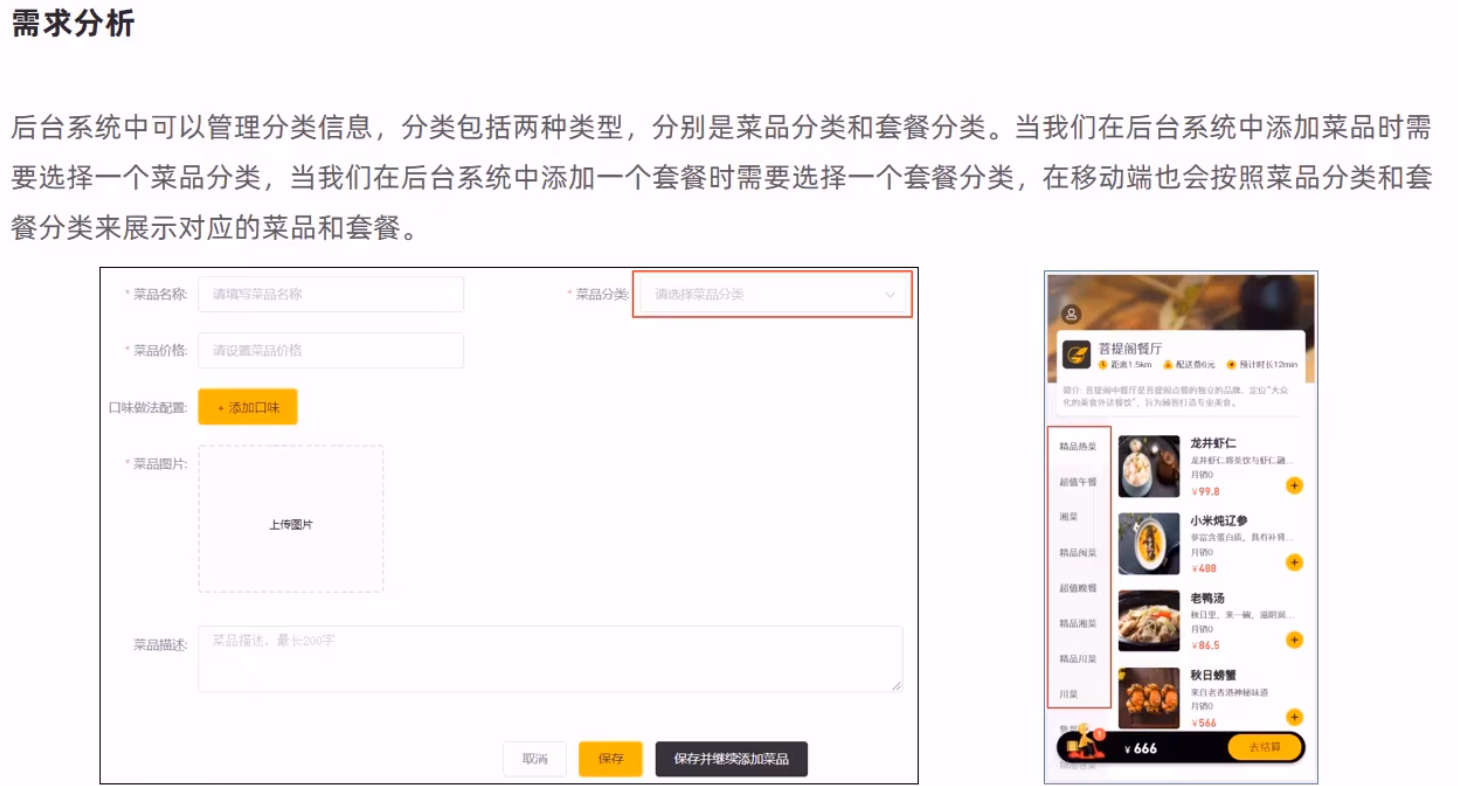 需求分析
后台系统中可以管理分类信息，分类包括两种类型，分别是菜品分类和套餐分类。当我们在后台系统中添加菜品时需
要选择一个菜品分类，当我们在后台系统中添加一个套餐时需要选择一个套餐分类，在移动端也会按照菜品分类和套
餐分类来展示对应的菜品和套餐。
* 菜品名称: 请填写菜品名称
* 菜品分类: 请选择菜品分类
* 菜品价格: 请设置菜品价格
口味做法配置: + 添加口味
* 菜品图片:
上传图片
菜品描述: 菜品描述，最长200字
取消 保存 保存并继续添加菜品
菩提阁餐厅
距离1.5km 配送费6元 预计时长12min
简介: 菩提阁中餐厅是菩提阁点餐的独立的品牌，定位"大众
化的美食外送餐饮"，旨为顾客打造专业美食。
精品热菜
超值午餐
湘菜
精品闽菜
超值晚餐
精品湘菜
精品川菜
川菜
龙井虾仁
龙井虾仁将茶饮与虾仁融...
月销0
¥99.8
小米炖辽参
参富含蛋白质，具有补肾...
月销0
¥488
老鸭汤
秋日里，来一碗，滋阴润...
月销0
¥86.5
秋日螃蟹
来自老香港神秘味道
月销0
¥566
1
¥ 666
去结算